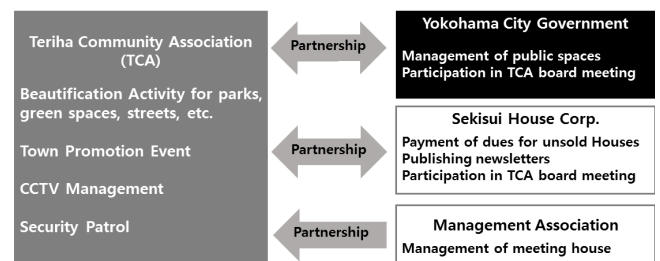 Teriha Community Association
(TCA)
Beautification Activity for parks,
green spaces, streets, etc.
Town Promotion Event
CCTV Management
Security Patrol
Partnership
Yokohama City Government
Management of public spaces
Participation in TCA board meeting
Partnership
Sekisui House Corp.
Payment of dues for unsold Houses
Publishing newsletters
Participation in TCA board meeting
Partnership
Management Association
Management of meeting house